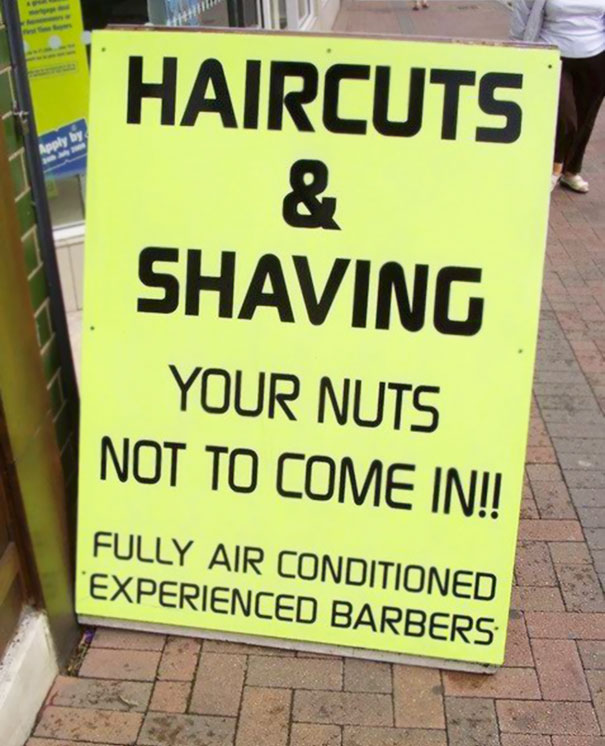 HAIRCUTS
&
SHAVING
YOUR NUTS
NOT TO COME IN!!
FULLY AIR CONDITIONED
EXPERIENCED BARBERS
Apply by